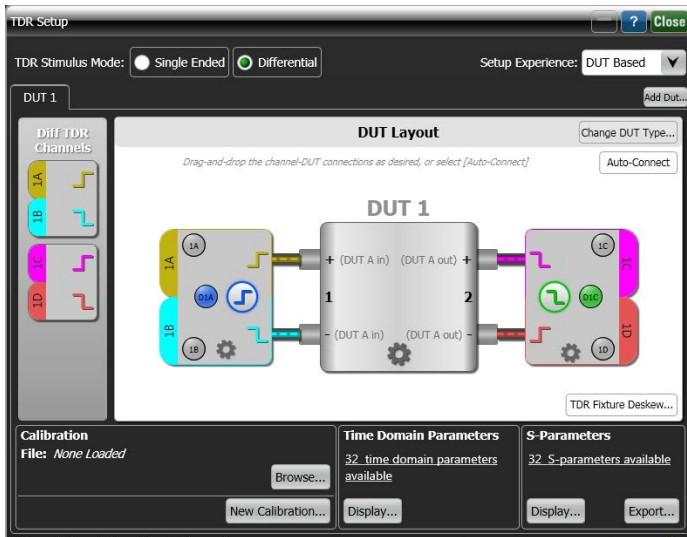 TDR Setup
?
Close
TDR Stimulus Mode:
Single Ended
Differential
Setup Experience:
DUT Based
DUT 1
Add Dut...
Diff TDR
Channels
1A
1B
1C
1D
DUT Layout
Change DUT Type...
Drag-and-drop the channel-DUT connections as desired, or select [Auto-Connect]
Auto-Connect
DUT 1
1A
1A
D1A
1B
1B
+ (DUT A in)
(DUT A out) +
1
2
- (DUT A in)
(DUT A out) -
1C
1C
D1C
1D
1D
TDR Fixture Deskew...
Calibration
File: None Loaded
Browse...
New Calibration...
Time Domain Parameters
32 time domain parameters
available
Display...
S-Parameters
32 S-parameters available
Display...
Export...